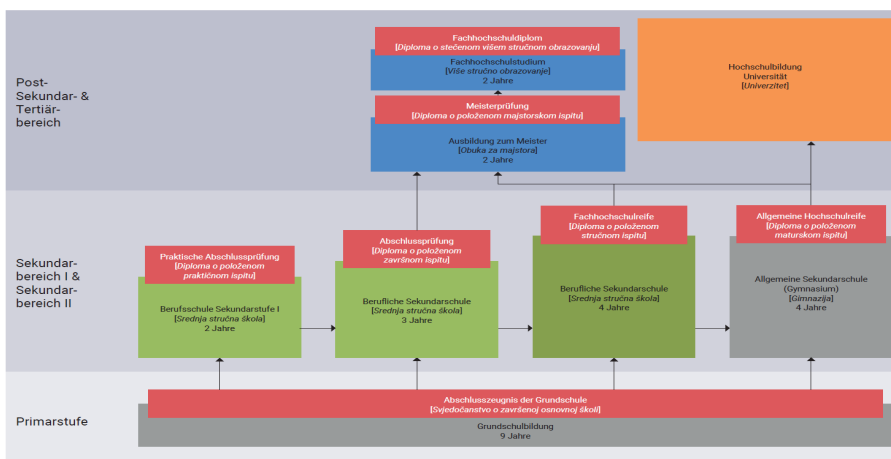 Post-
Sekundar- &
Tertiär-
bereich
Fachhochschuldiplom
[Diploma o stečenom višem stručnom obrazovanju]
Fachhochschulstudium
[Više stručno obrazovanje]
2 Jahre
Meisterprüfung
[Diploma o položenom majstorskom ispitu]
Ausbildung zum Meister
[Obuka za majstora]
2 Jahre
Hochschulbildung
Universität
[Univerzitet]
Sekundar-
bereich I &
Sekundar-
bereich II
Praktische Abschlussprüfung
[Diploma o položenom
praktičnom ispitu]
Berufsschule Sekundarstufe I
[Srednja stručna škola]
2 Jahre
Abschlussprüfung
[Diploma o položenom
završnom ispitu]
Berufliche Sekundarschule
[Srednja stručna škola]
3 Jahre
Fachhochschulreife
[Diploma o položenom
stručnom ispitu]
Berufliche Sekundarschule
[Srednja stručna škola]
4 Jahre
Allgemeine Hochschulreife
[Diploma o položenom
maturskom ispitu]
Allgemeine Sekundarschule
(Gymnasium)
[Gimnazija]
4 Jahre
Primarstufe
Abschlusszeugnis der Grundschule
[Svjedočanstvo o završenoj osnovnoj školi]
Grundschulbildung
9 Jahre